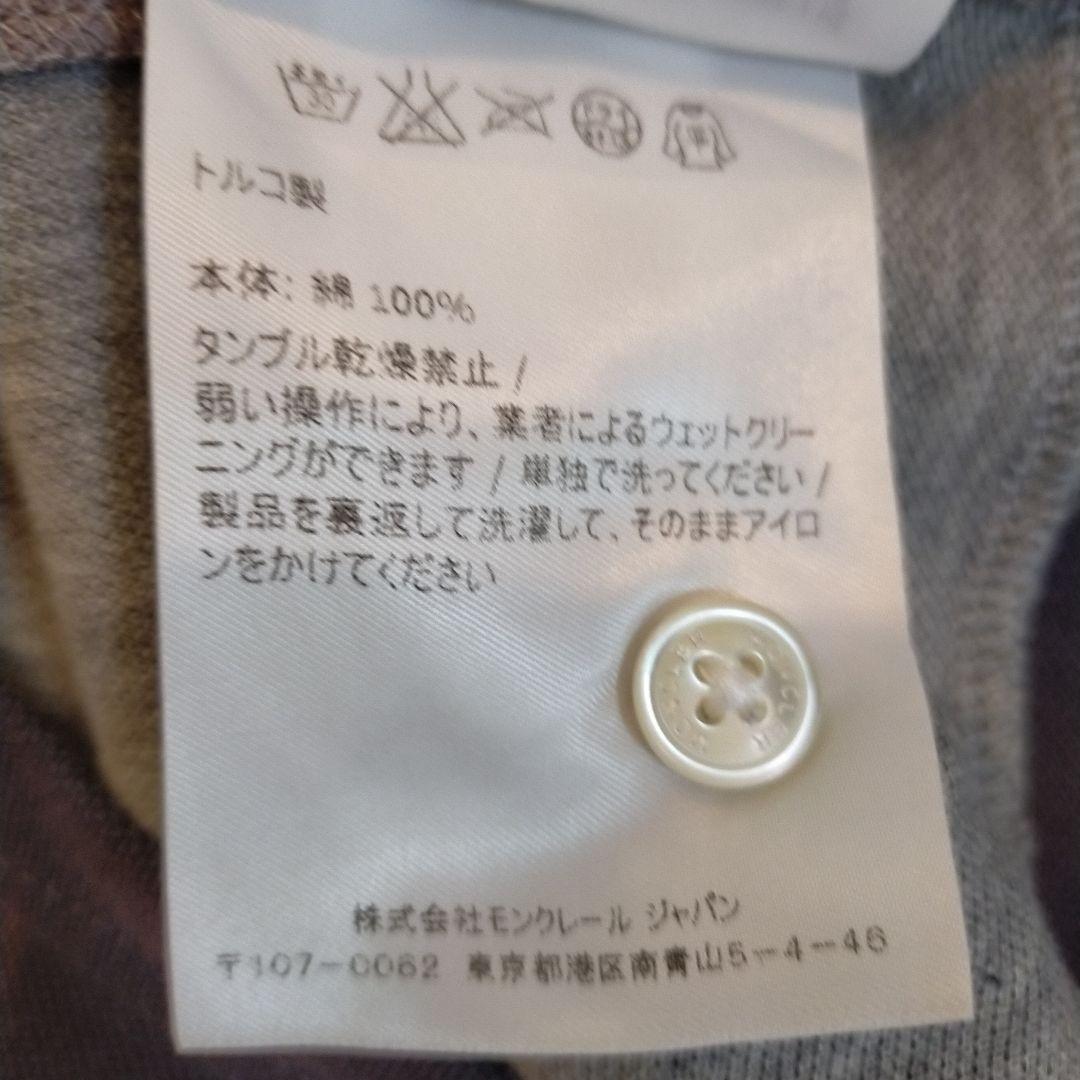 トルコ製
本体: 綿 100%
タンブル乾燥禁止 /
弱い操作により、業者によるウェットクリー
ニングができます / 単独で洗ってください /
製品を裏返して洗濯して、そのままアイロ
ンをかけてください
MONCLER MONCLER
株式会社モンクレール ジャパン
〒107-0062 東京都港区南青山5-4-46